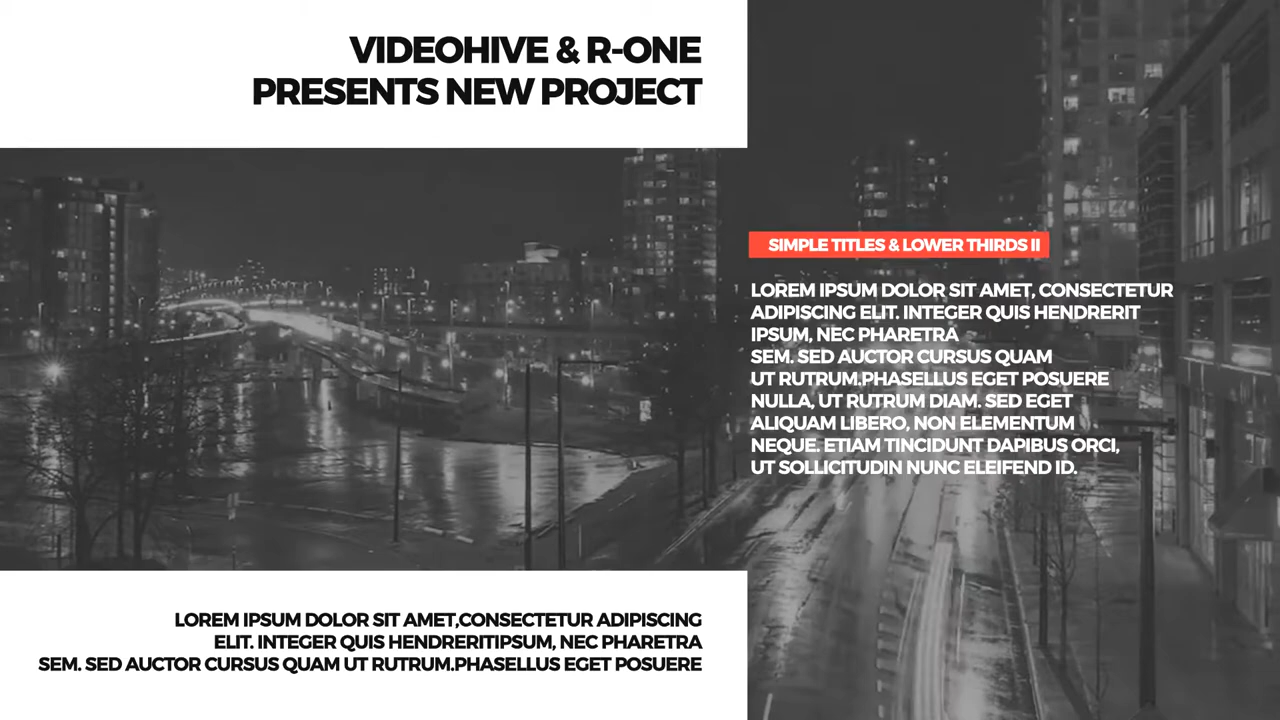 VIDEOHIVE & R-ONE
PRESENTS NEW PROJECT
SIMPLE TITLES & LOWER THIRDS II
LOREM IPSUM DOLOR SIT AMET, CONSECTETUR
ADIPISCING ELIT. INTEGER QUIS HENDRERIT
IPSUM, NEC PHARETRA
SEM. SED AUCTOR CURSUS QUAM
UT RUTRUM.PHASELLUS EGET POSUERE
NULLA, UT RUTRUM DIAM. SED EGET
ALIQUAM LIBERO, NON ELEMENTUM
NEQUE. ETIAM TINCIDUNT DAPIBUS ORCI,
UT SOLLICITUDIN NUNC ELEIFEND ID.
LOREM IPSUM DOLOR SIT AMET,CONSECTETUR ADIPISCING
ELIT. INTEGER QUIS HENDRERITIPSUM, NEC PHARETRA
SEM. SED AUCTOR CURSUS QUAM UT RUTRUM.PHASELLUS EGET POSUERE